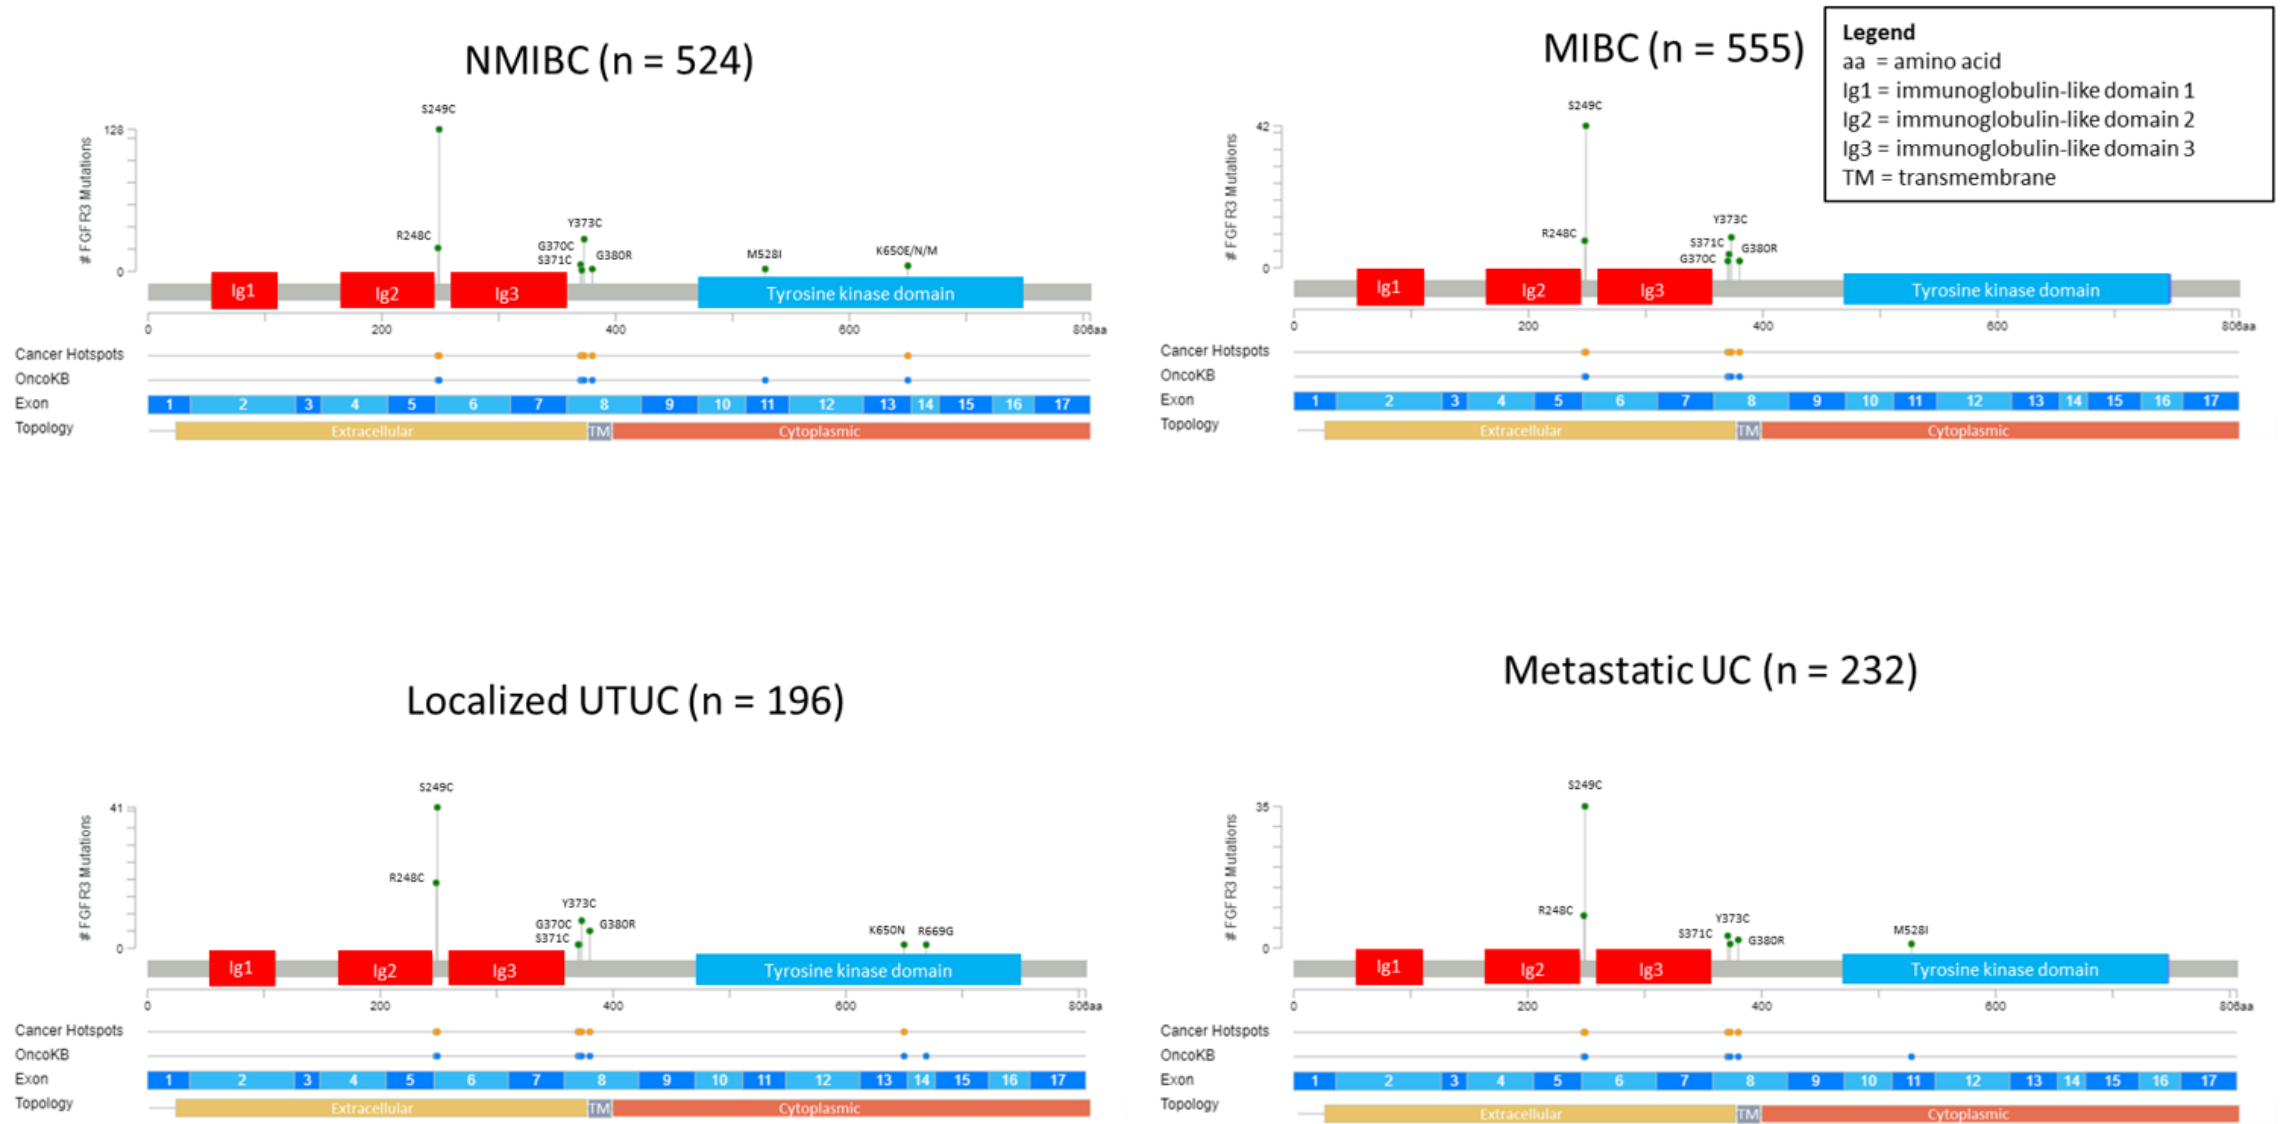 NMIBC (n = 524)
S249C
128
# FGFR3 Mutations
R248C
Y373C
G370C
S371C
G380R
M528I
K650E/N/M
0
Ig1
Ig2
Ig3
Tyrosine kinase domain
0 200 400 600 806aa
Cancer Hotspots
OncoKB
Exon 1 2 3 4 5 6 7 8 9 10 11 12 13 14 15 16 17
Topology Extracellular TM Cytoplasmic
MIBC (n = 555)
S249C
42
# FGFR3 Mutations
R248C
Y373C
S371C
G380R
G370C
0
Ig1
Ig2
Ig3
Tyrosine kinase domain
0 200 400 600 806aa
Cancer Hotspots
OncoKB
Exon 1 2 3 4 5 6 7 8 9 10 11 12 13 14 15 16 17
Topology Extracellular TM Cytoplasmic
Legend
aa = amino acid
Ig1 = immunoglobulin-like domain 1
Ig2 = immunoglobulin-like domain 2
Ig3 = immunoglobulin-like domain 3
TM = transmembrane
Localized UTUC (n = 196)
S249C
41
# FGFR3 Mutations
R248C
Y373C
G370C
S371C
G380R
K650N
R669G
0
Ig1
Ig2
Ig3
Tyrosine kinase domain
0 200 400 600 806aa
Cancer Hotspots
OncoKB
Exon 1 2 3 4 5 6 7 8 9 10 11 12 13 14 15 16 17
Topology Extracellular TM Cytoplasmic
Metastatic UC (n = 232)
S249C
35
# FGFR3 Mutations
R248C
Y373C
S371C
G380R
M528I
0
Ig1
Ig2
Ig3
Tyrosine kinase domain
0 200 400 600 806aa
Cancer Hotspots
OncoKB
Exon 1 2 3 4 5 6 7 8 9 10 11 12 13 14 15 16 17
Topology Extracellular TM Cytoplasmic